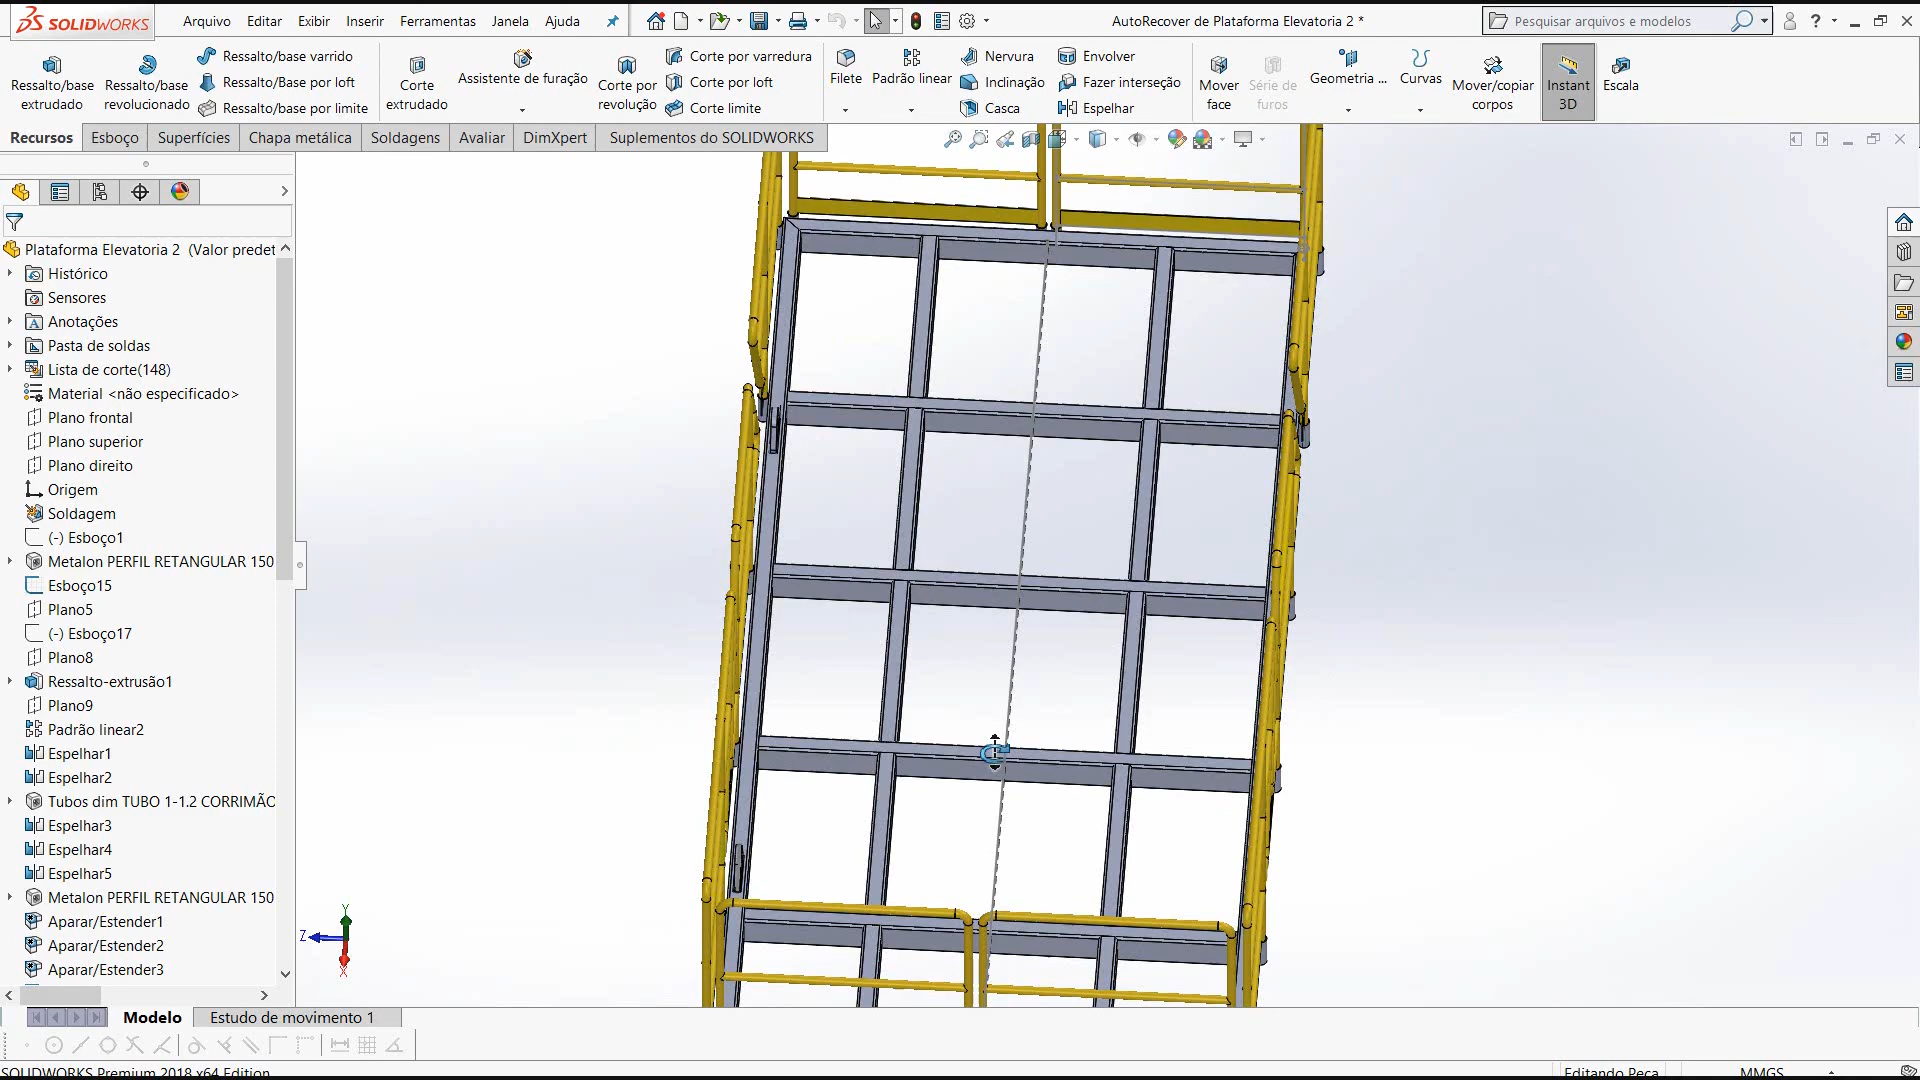 SOLIDWORKS
Arquivo Editar Exibir Inserir Ferramentas Janela Ajuda
AutoRecover de Plataforma Elevatoria 2 *
Pesquisar arquivos e modelos
?
Ressalto/base extrudado
Ressalto/base revolucionado
Ressalto/base varrido
Ressalto/Base por loft
Ressalto/base por limite
Corte extrudado
Assistente de furação
Corte por revolução
Corte por varredura
Corte por loft
Corte limite
Filete
Padrão linear
Nervura
Inclinação
Casca
Envolver
Fazer interseção
Espelhar
Mover face
Série de furos
Geometria ...
Curvas
Mover/copiar corpos
Instant 3D
Escala
Recursos Esboço Superfícies Chapa metálica Soldagens Avaliar DimXpert Suplementos do SOLIDWORKS
Plataforma Elevatoria 2 (Valor predet
Histórico
Sensores
Anotações
Pasta de soldas
Lista de corte(148)
Material <não especificado>
Plano frontal
Plano superior
Plano direito
Origem
Soldagem
(-) Esboço1
Metalon PERFIL RETANGULAR 150
Esboço15
Plano5
(-) Esboço17
Plano8
Ressalto-extrusão1
Plano9
Padrão linear2
Espelhar1
Espelhar2
Tubos dim TUBO 1-1.2 CORRIMÃO
Espelhar3
Espelhar4
Espelhar5
Metalon PERFIL RETANGULAR 150
Aparar/Estender1
Aparar/Estender2
Aparar/Estender3
Y
Z
X
Modelo Estudo de movimento 1
SOLIDWORKS Premium 2018 x64 Edition
Editando Peça
MMGS